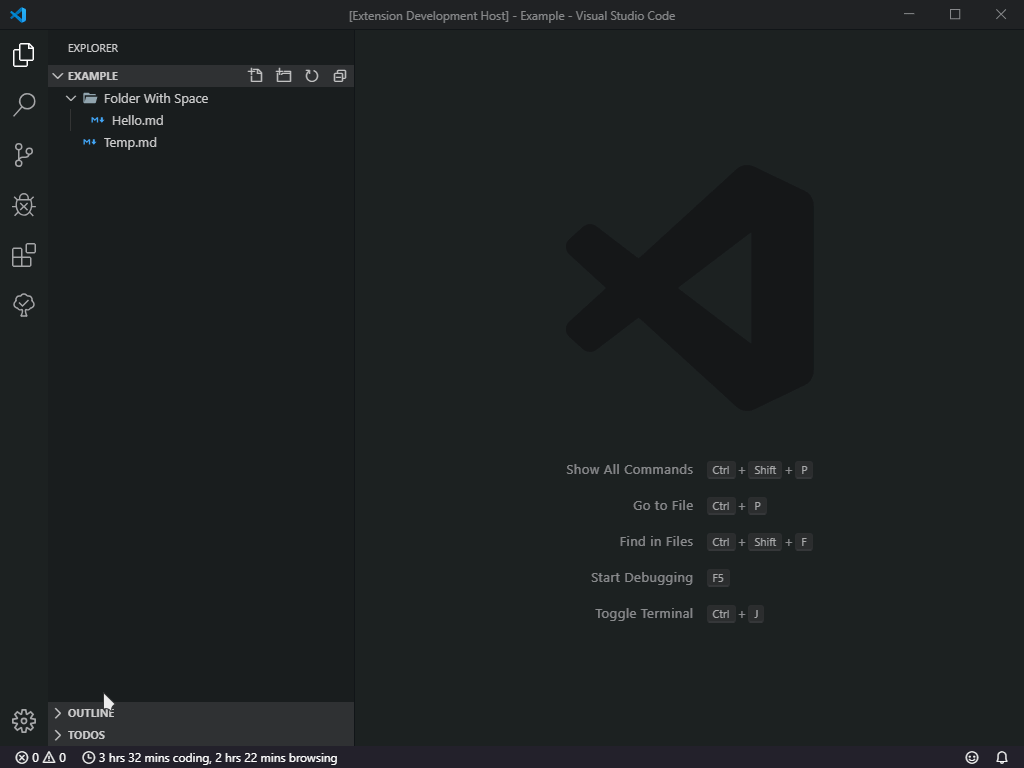 [Extension Development Host] - Example - Visual Studio Code
EXPLORER
EXAMPLE
Folder With Space
Hello.md
Temp.md
Show All Commands Ctrl + Shift + P
Go to File Ctrl + P
Find in Files Ctrl + Shift + F
Start Debugging F5
Toggle Terminal Ctrl + J
OUTLINE
TODOS
0 0 3 hrs 32 mins coding, 2 hrs 22 mins browsing